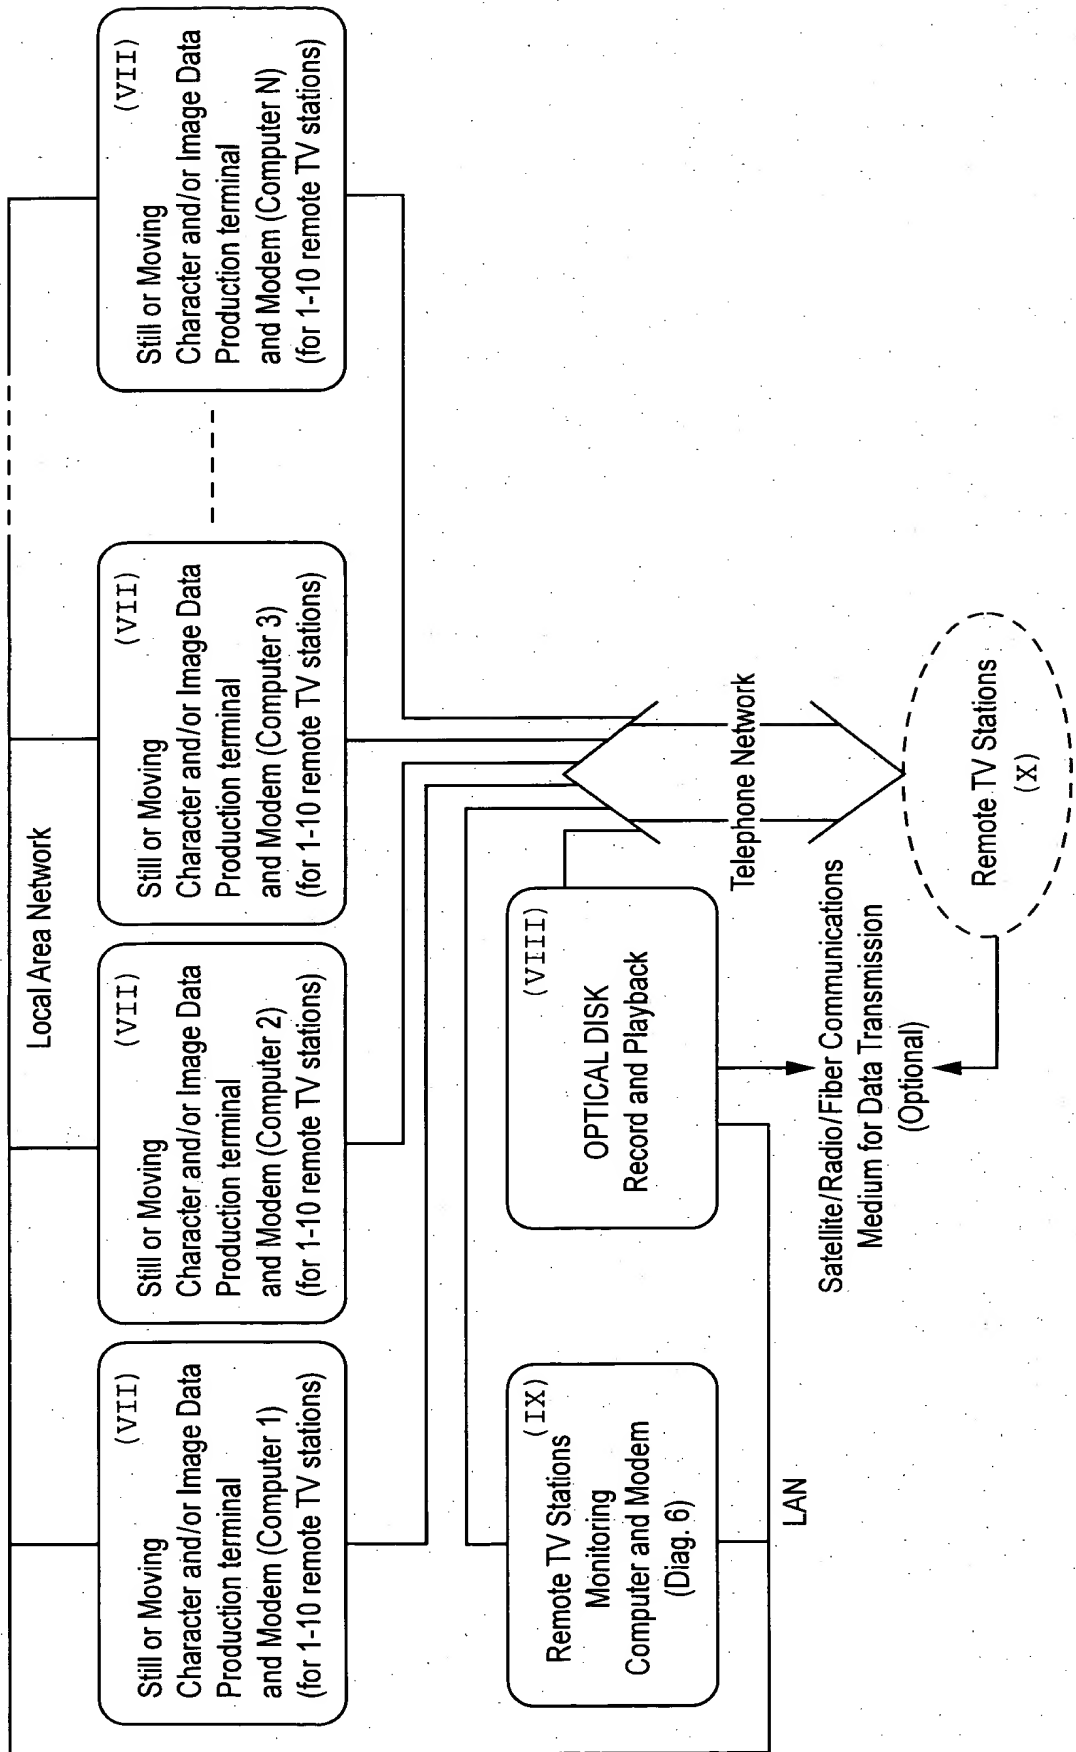 Local Area Network
(VII)
Still or Moving
Character and/or Image Data
Production terminal
and Modem (Computer 1)
(for 1-10 remote TV stations)
(VII)
Still or Moving
Character and/or Image Data
Production terminal
and Modem (Computer 2)
(for 1-10 remote TV stations)
(VII)
Still or Moving
Character and/or Image Data
Production terminal
and Modem (Computer 3)
(for 1-10 remote TV stations)
(VII)
Still or Moving
Character and/or Image Data
Production terminal
and Modem (Computer N)
(for 1-10 remote TV stations)
(IX)
Remote TV Stations
Monitoring
Computer and Modem
(Diag. 6)
(VIII)
OPTICAL DISK
Record and Playback
Telephone Network
LAN
Satellite/Radio/Fiber Communications
Medium for Data Transmission
(Optional)
Remote TV Stations
(X)